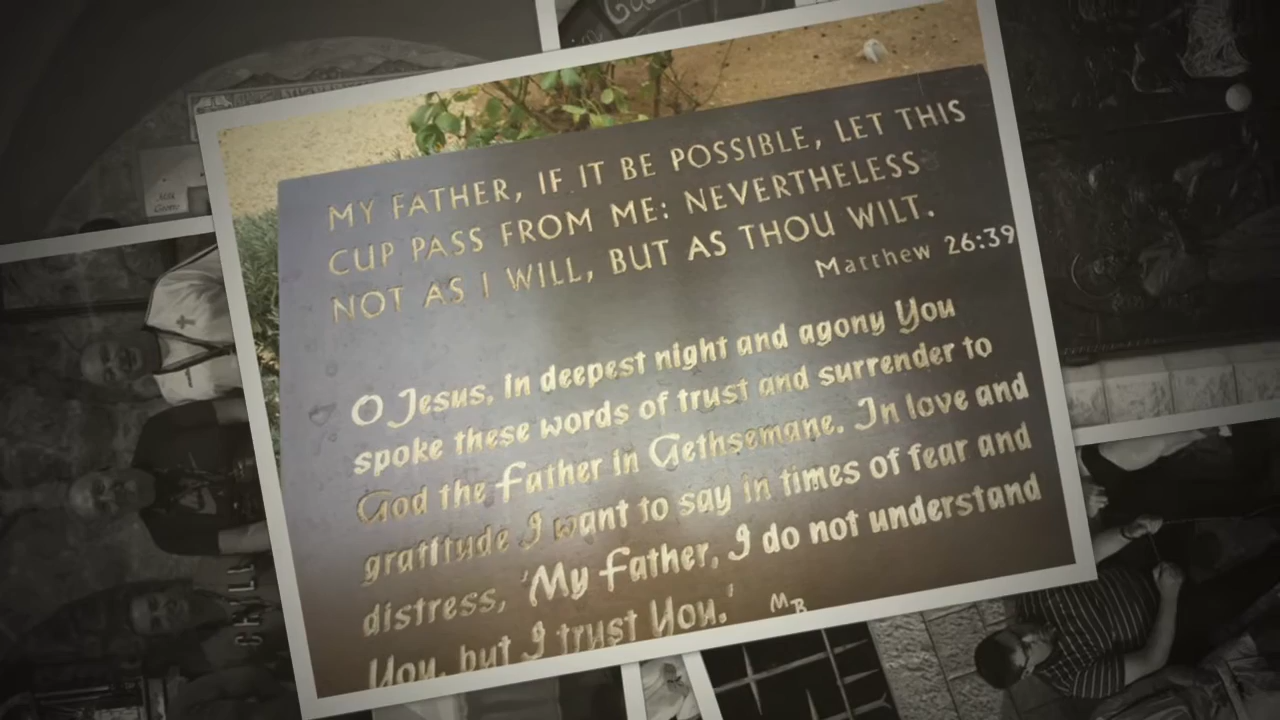 MY FATHER, IF IT BE POSSIBLE, LET THIS
CUP PASS FROM ME: NEVERTHELESS
NOT AS I WILL, BUT AS THOU WILT.
Matthew 26:39
O Jesus, in deepest night and agony You
spoke these words of trust and surrender to
God the Father in Gethsemane. In love and
gratitude I want to say in times of fear and
distress, 'My Father, I do not understand
You, but I trust You.' MB
Milk
Grotto